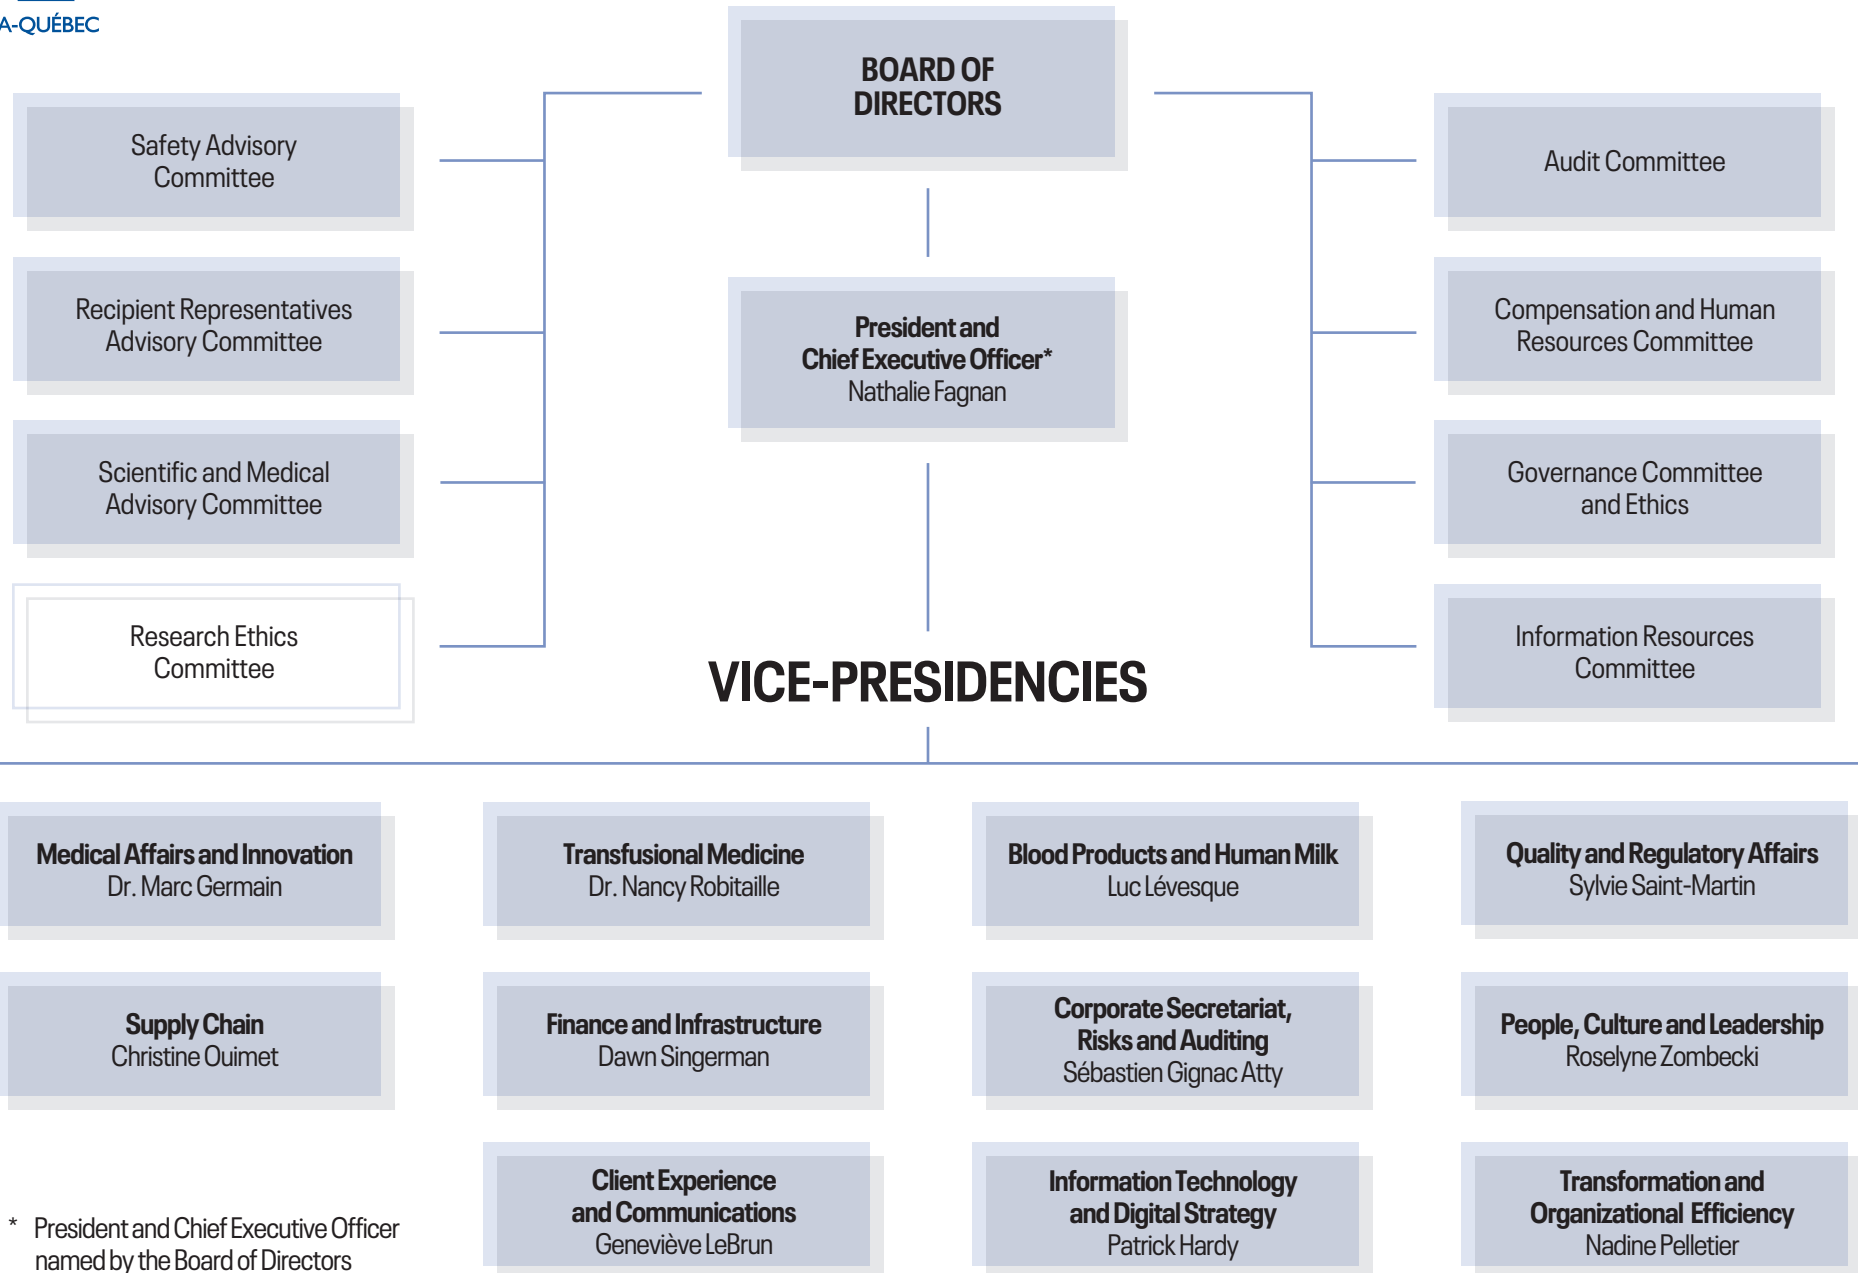 A-QUÉBEC
BOARD OF
DIRECTORS
Safety Advisory
Committee
Audit Committee
Recipient Representatives
Advisory Committee
President and
Chief Executive Officer*
Nathalie Fagnan
Compensation and Human
Resources Committee
Scientific and Medical
Advisory Committee
Governance Committee
and Ethics
Research Ethics
Committee
Information Resources
Committee
VICE-PRESIDENCIES
Medical Affairs and Innovation
Dr. Marc Germain
Transfusional Medicine
Dr. Nancy Robitaille
Blood Products and Human Milk
Luc Lévesque
Quality and Regulatory Affairs
Sylvie Saint-Martin
Supply Chain
Christine Ouimet
Finance and Infrastructure
Dawn Singerman
Corporate Secretariat,
Risks and Auditing
Sébastien Gignac Atty
People, Culture and Leadership
Roselyne Zombecki
Client Experience
and Communications
Geneviève LeBrun
Information Technology
and Digital Strategy
Patrick Hardy
Transformation and
Organizational Efficiency
Nadine Pelletier
* President and Chief Executive Officer
named by the Board of Directors